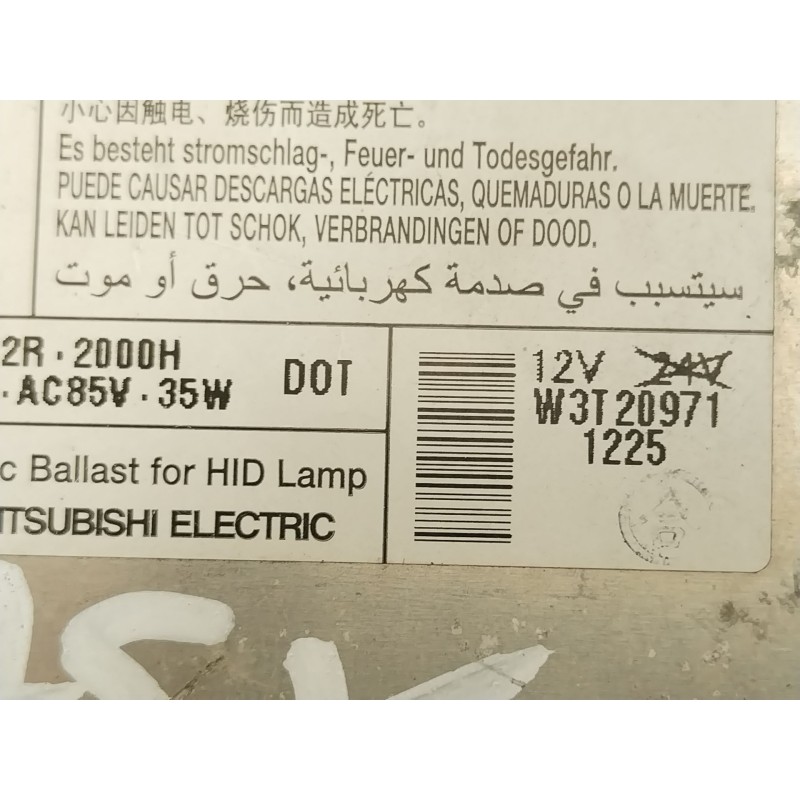 小心因触电、烧伤而造成死亡。
Es besteht stromschlag-, Feuer- und Todesgefahr.
PUEDE CAUSAR DESCARGAS ELÉCTRICAS, QUEMADURAS O LA MUERTE.
KAN LEIDEN TOT SCHOK, VERBRANDINGEN OF DOOD.
سيتسبب في صدمة كهربائية، حرق أو موت
2R · 2000H
· AC85V · 35W
DOT
c Ballast for HID Lamp
ITSUBISHI ELECTRIC
12V 24V
W3T20971
1225